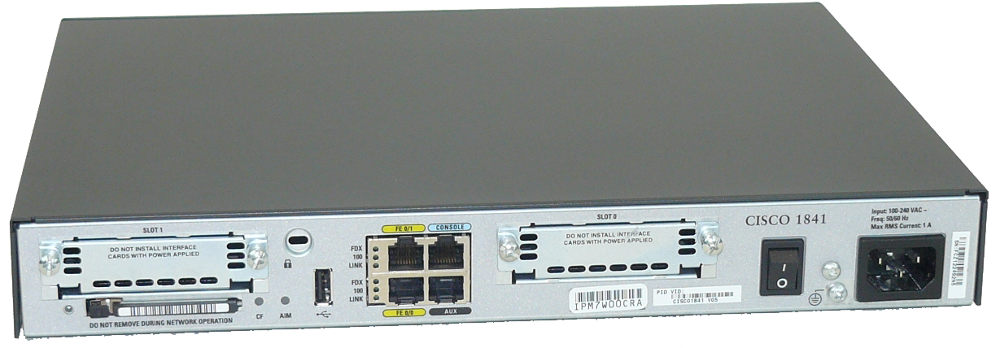 SLOT 1
DO NOT INSTALL INTERFACE
CARDS WITH POWER APPLIED
DO NOT REMOVE DURING NETWORK OPERATION
CF
AIM
FE 0/1
CONSOLE
FDX
100
LINK
FDX
100
LINK
FE 0/0
AUX
SLOT 0
DO NOT INSTALL INTERFACE
CARDS WITH POWER APPLIED
IPM7W00CRA
PID VID:
CISCO1841 V05
CISCO 1841
Input: 100-240 VAC ~
Freq: 50/60 Hz
Max RMS Current: 1 A
I
O